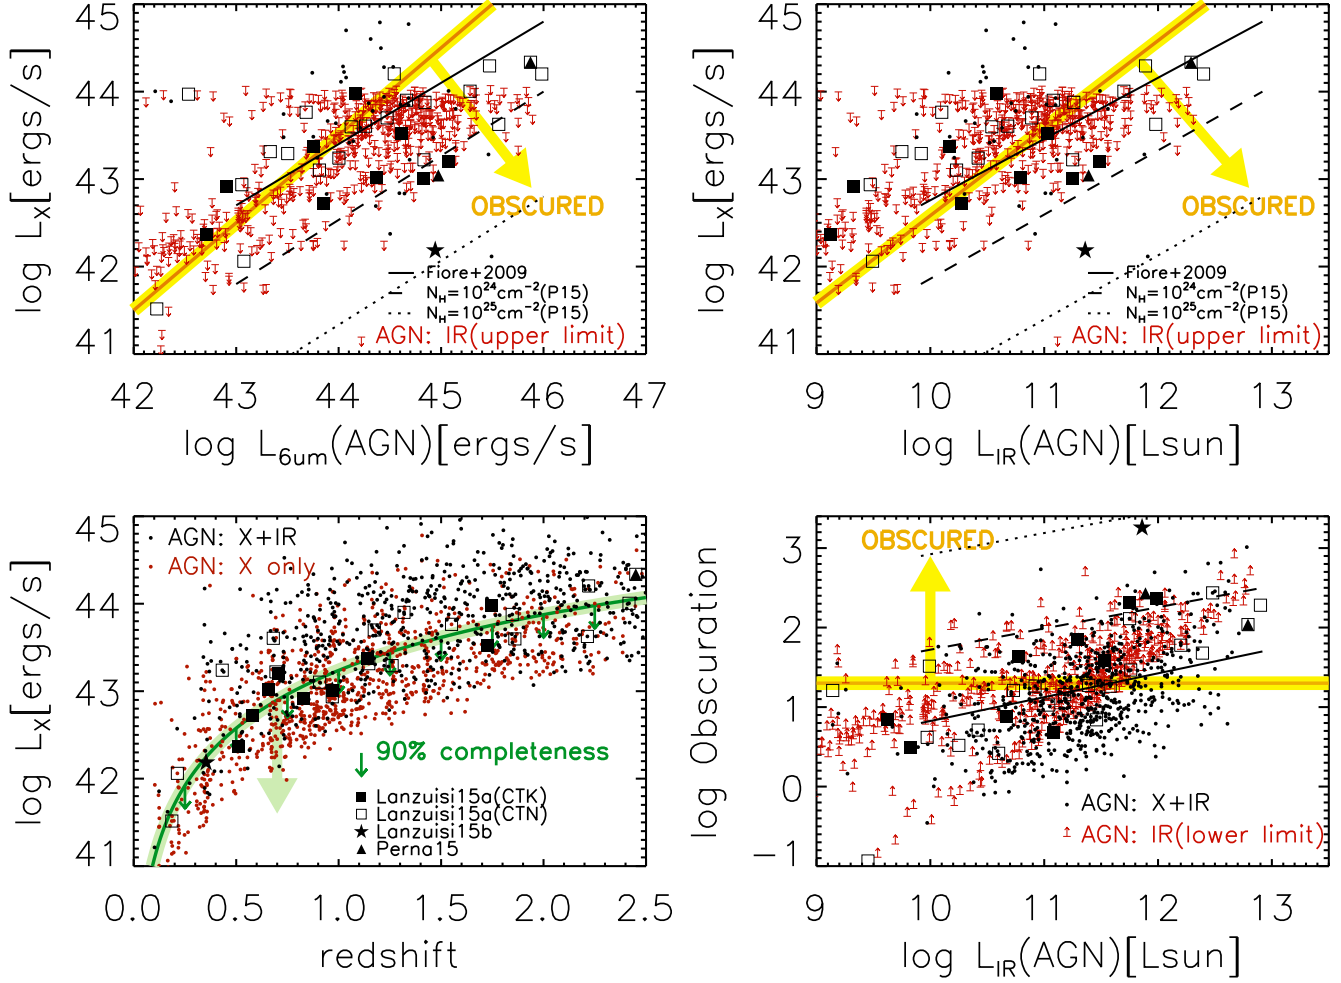 45
44
43
42
41
log Lx[ergs/s]
OBSCURED
Fiore+2009
N_H=10^24cm^-2(P15)
N_H=10^25cm^-2(P15)
AGN: IR(upper limit)
42 43 44 45 46 47
log L_6um(AGN)[ergs/s]
45
44
43
42
41
log Lx[ergs/s]
OBSCURED
Fiore+2009
N_H=10^24cm^-2(P15)
N_H=10^25cm^-2(P15)
AGN: IR(upper limit)
9 10 11 12 13
log L_IR(AGN)[Lsun]
45
44
43
42
41
log Lx[ergs/s]
AGN: X+IR
AGN: X only
90% completeness
Lanzuisi15a(CTK)
Lanzuisi15a(CTN)
Lanzuisi15b
Perna15
0.0 0.5 1.0 1.5 2.0 2.5
redshift
3
2
1
0
-1
log Obscuration
OBSCURED
AGN: X+IR
AGN: IR(lower limit)
9 10 11 12 13
log L_IR(AGN)[Lsun]